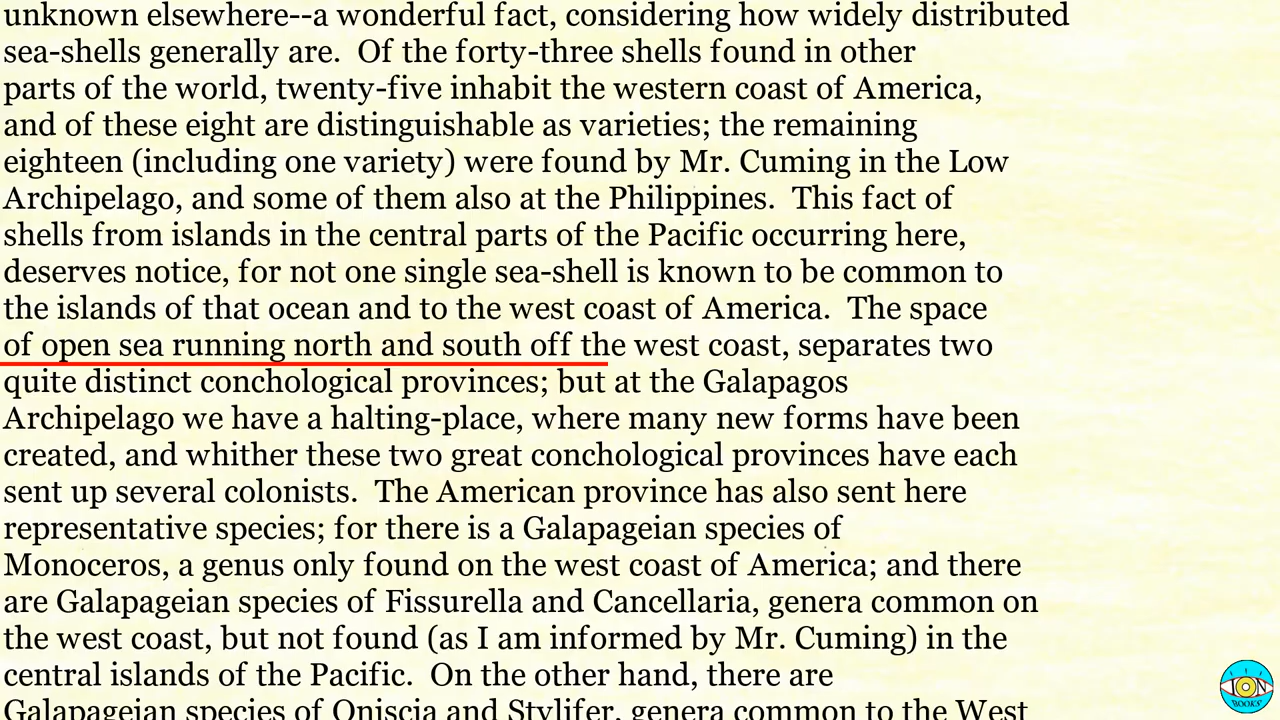 unknown elsewhere--a wonderful fact, considering how widely distributed
sea-shells generally are.  Of the forty-three shells found in other
parts of the world, twenty-five inhabit the western coast of America,
and of these eight are distinguishable as varieties; the remaining
eighteen (including one variety) were found by Mr. Cuming in the Low
Archipelago, and some of them also at the Philippines.  This fact of
shells from islands in the central parts of the Pacific occurring here,
deserves notice, for not one single sea-shell is known to be common to
the islands of that ocean and to the west coast of America.  The space
of open sea running north and south off the west coast, separates two
quite distinct conchological provinces; but at the Galapagos
Archipelago we have a halting-place, where many new forms have been
created, and whither these two great conchological provinces have each
sent up several colonists.  The American province has also sent here
representative species; for there is a Galapageian species of
Monoceros, a genus only found on the west coast of America; and there
are Galapageian species of Fissurella and Cancellaria, genera common on
the west coast, but not found (as I am informed by Mr. Cuming) in the
central islands of the Pacific.  On the other hand, there are
Galapageian species of Oniscia and Stylifer, genera common to the West
ION
BOOKS